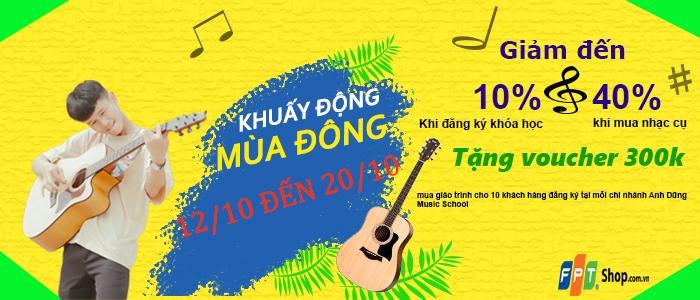 KHUẤY ĐỘNG
MÙA ĐÔNG
12/10 ĐẾN 20/10
Giảm đến
10%
Khi đăng ký khóa học
40%
khi mua nhạc cụ
Tặng voucher 300k
mua giáo trình cho 10 khách hàng đăng ký tại mỗi chi nhánh Anh Dũng
Music School
FPT Shop.com.vn